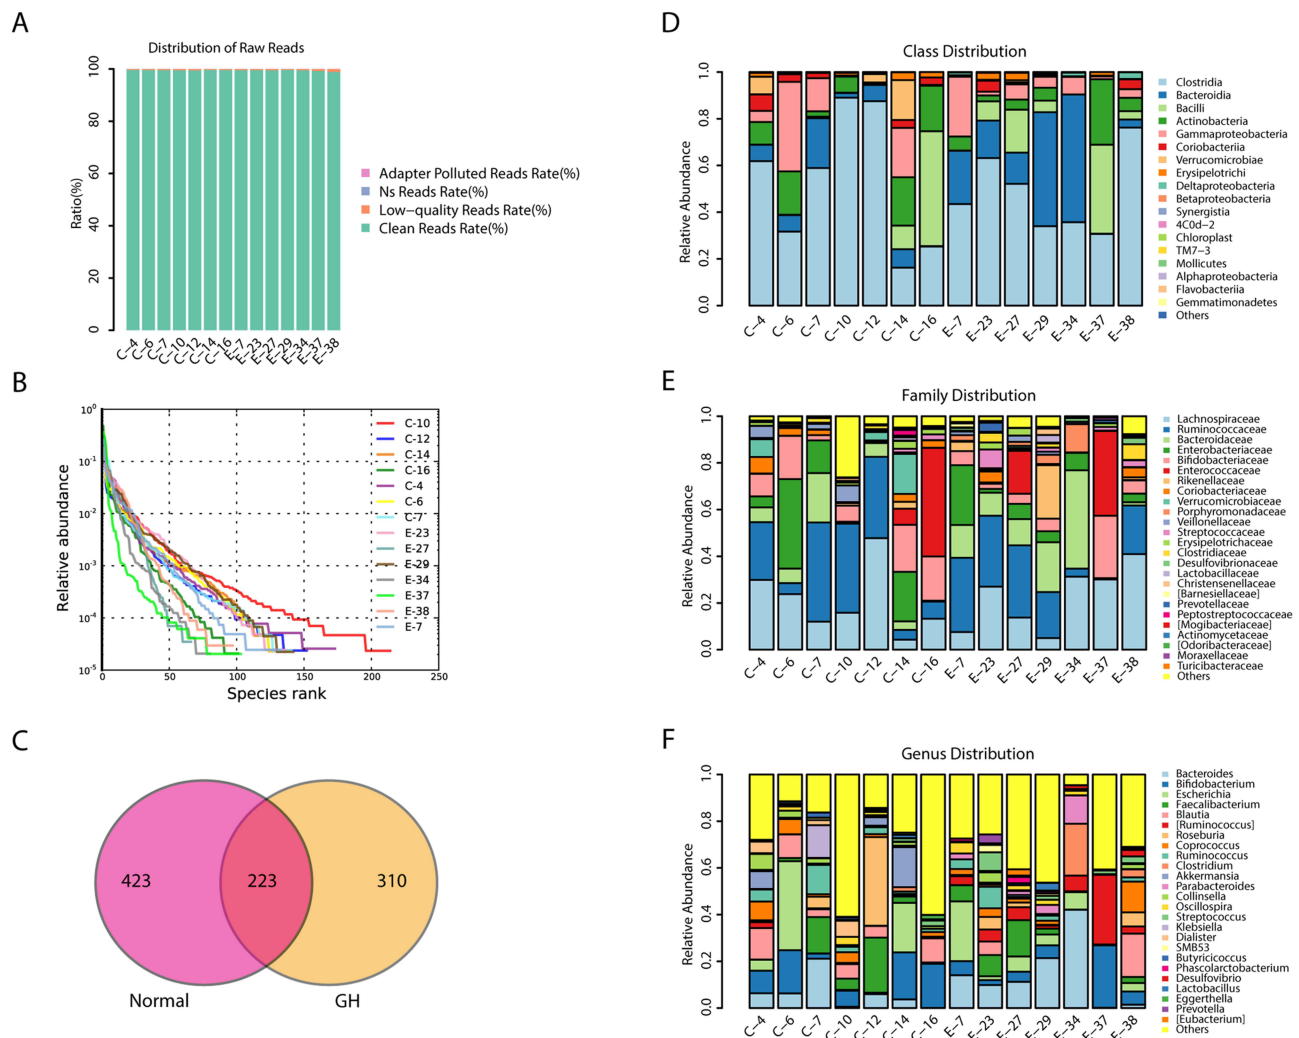 A
Distribution of Raw Reads
Ratio(%)
100
80
60
40
20
0
C−4
C−6
C−7
C−10
C−12
C−14
C−16
E−7
E−23
E−27
E−29
E−34
E−37
E−38
Adapter Polluted Reads Rate(%)
Ns Reads Rate(%)
Low−quality Reads Rate(%)
Clean Reads Rate(%)
B
Relative abundance
10^0
10^-1
10^-2
10^-3
10^-4
10^-5
0
50
100
150
200
250
Species rank
C-10
C-12
C-14
C-16
C-4
C-6
C-7
E-23
E-27
E-29
E-34
E-37
E-38
E-7
C
423
223
310
Normal
GH
D
Class Distribution
Relative Abundance
1.0
0.8
0.6
0.4
0.2
0.0
C−4
C−6
C−7
C−10
C−12
C−14
C−16
E−7
E−23
E−27
E−29
E−34
E−37
E−38
Clostridia
Bacteroidia
Bacilli
Actinobacteria
Gammaproteobacteria
Coriobacteriia
Verrucomicrobiae
Erysipelotrichi
Deltaproteobacteria
Betaproteobacteria
Synergistia
4C0d−2
Chloroplast
TM7−3
Mollicutes
Alphaproteobacteria
Flavobacteriia
Gemmatimonadetes
Others
E
Family Distribution
Relative Abundance
1.0
0.8
0.6
0.4
0.2
0.0
C−4
C−6
C−7
C−10
C−12
C−14
C−16
E−7
E−23
E−27
E−29
E−34
E−37
E−38
Lachnospiraceae
Ruminococcaceae
Bacteroidaceae
Enterobacteriaceae
Bifidobacteriaceae
Enterococcaceae
Rikenellaceae
Coriobacteriaceae
Verrucomicrobiaceae
Porphyromonadaceae
Veillonellaceae
Streptococcaceae
Erysipelotrichaceae
Clostridiaceae
Desulfovibrionaceae
Lactobacillaceae
Christensenellaceae
[Barnesiellaceae]
Prevotellaceae
Peptostreptococcaceae
[Mogibacteriaceae]
Actinomycetaceae
[Odoribacteraceae]
Moraxellaceae
Turicibacteraceae
Others
F
Genus Distribution
Relative Abundance
1.0
0.8
0.6
0.4
0.2
0.0
C−4
C−6
C−7
C−10
C−12
C−14
C−16
E−7
E−23
E−27
E−29
E−34
E−37
E−38
Bacteroides
Bifidobacterium
Escherichia
Faecalibacterium
Blautia
[Ruminococcus]
Roseburia
Coprococcus
Ruminococcus
Clostridium
Akkermansia
Parabacteroides
Collinsella
Oscillospira
Streptococcus
Klebsiella
Dialister
SMB53
Butyricicoccus
Phascolarctobacterium
Desulfovibrio
Lactobacillus
Eggerthella
Prevotella
[Eubacterium]
Others